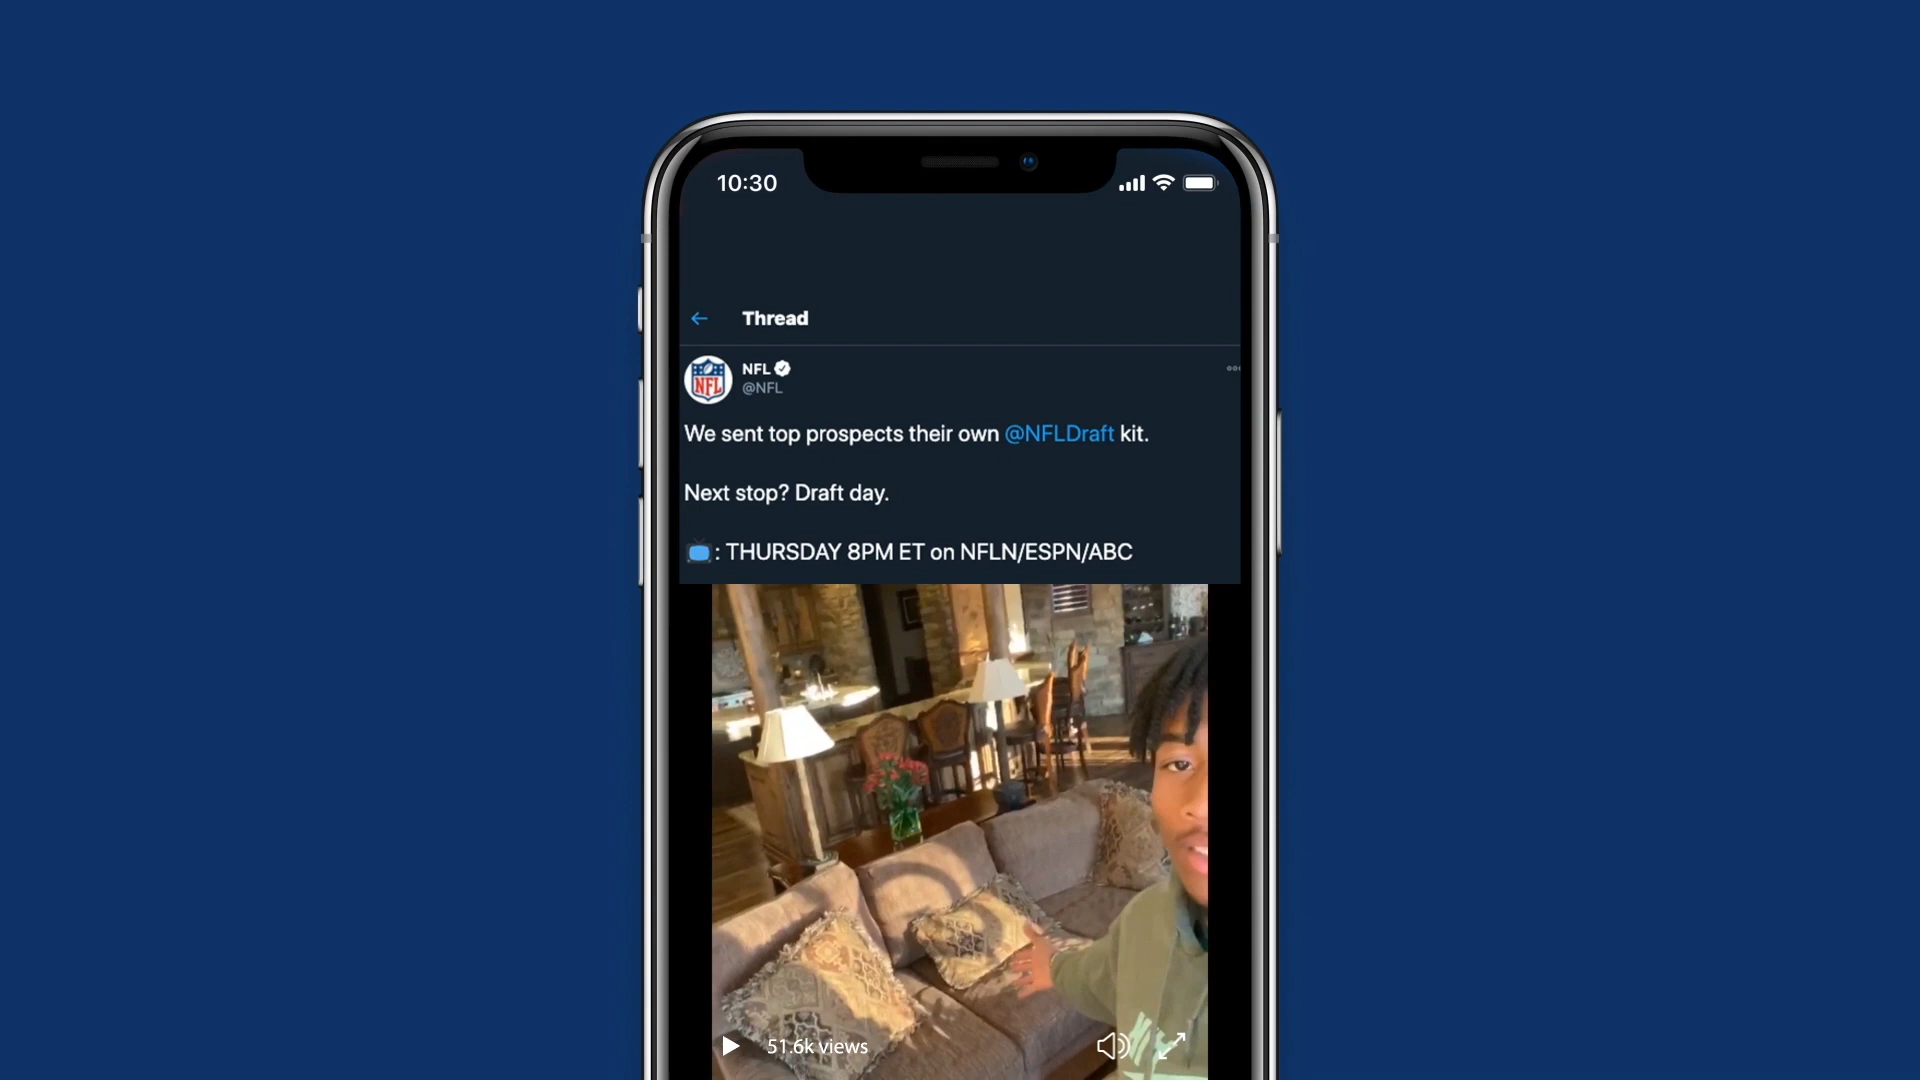 10:30
Thread
NFL
NFL
@NFL
We sent top prospects their own @NFLDraft kit.
Next stop? Draft day.
📺: THURSDAY 8PM ET on NFLN/ESPN/ABC
51.6k views